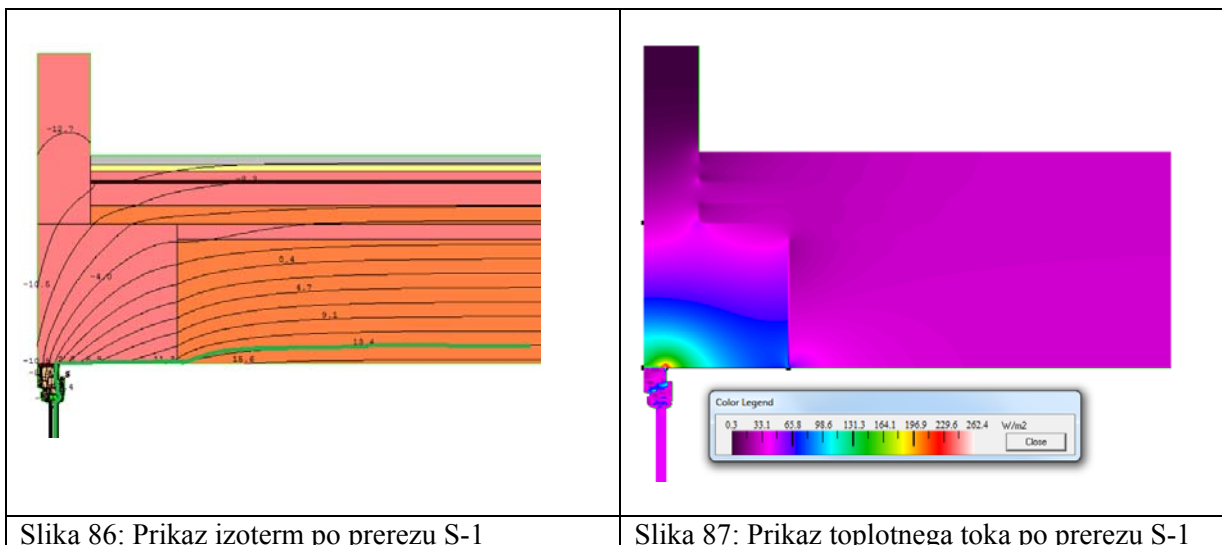 -12.7
-8.3
-4.0
-10.5
0.4
4.7
9.1
13.4
15.6
Color Legend
0.3 33.1 65.8 98.6 131.3 164.1 196.9 229.6 262.4 W/m2
Close
Slika 86: Prikaz izoterm po prerezu S-1
Slika 87: Prikaz toplotnega toka po prerezu S-1